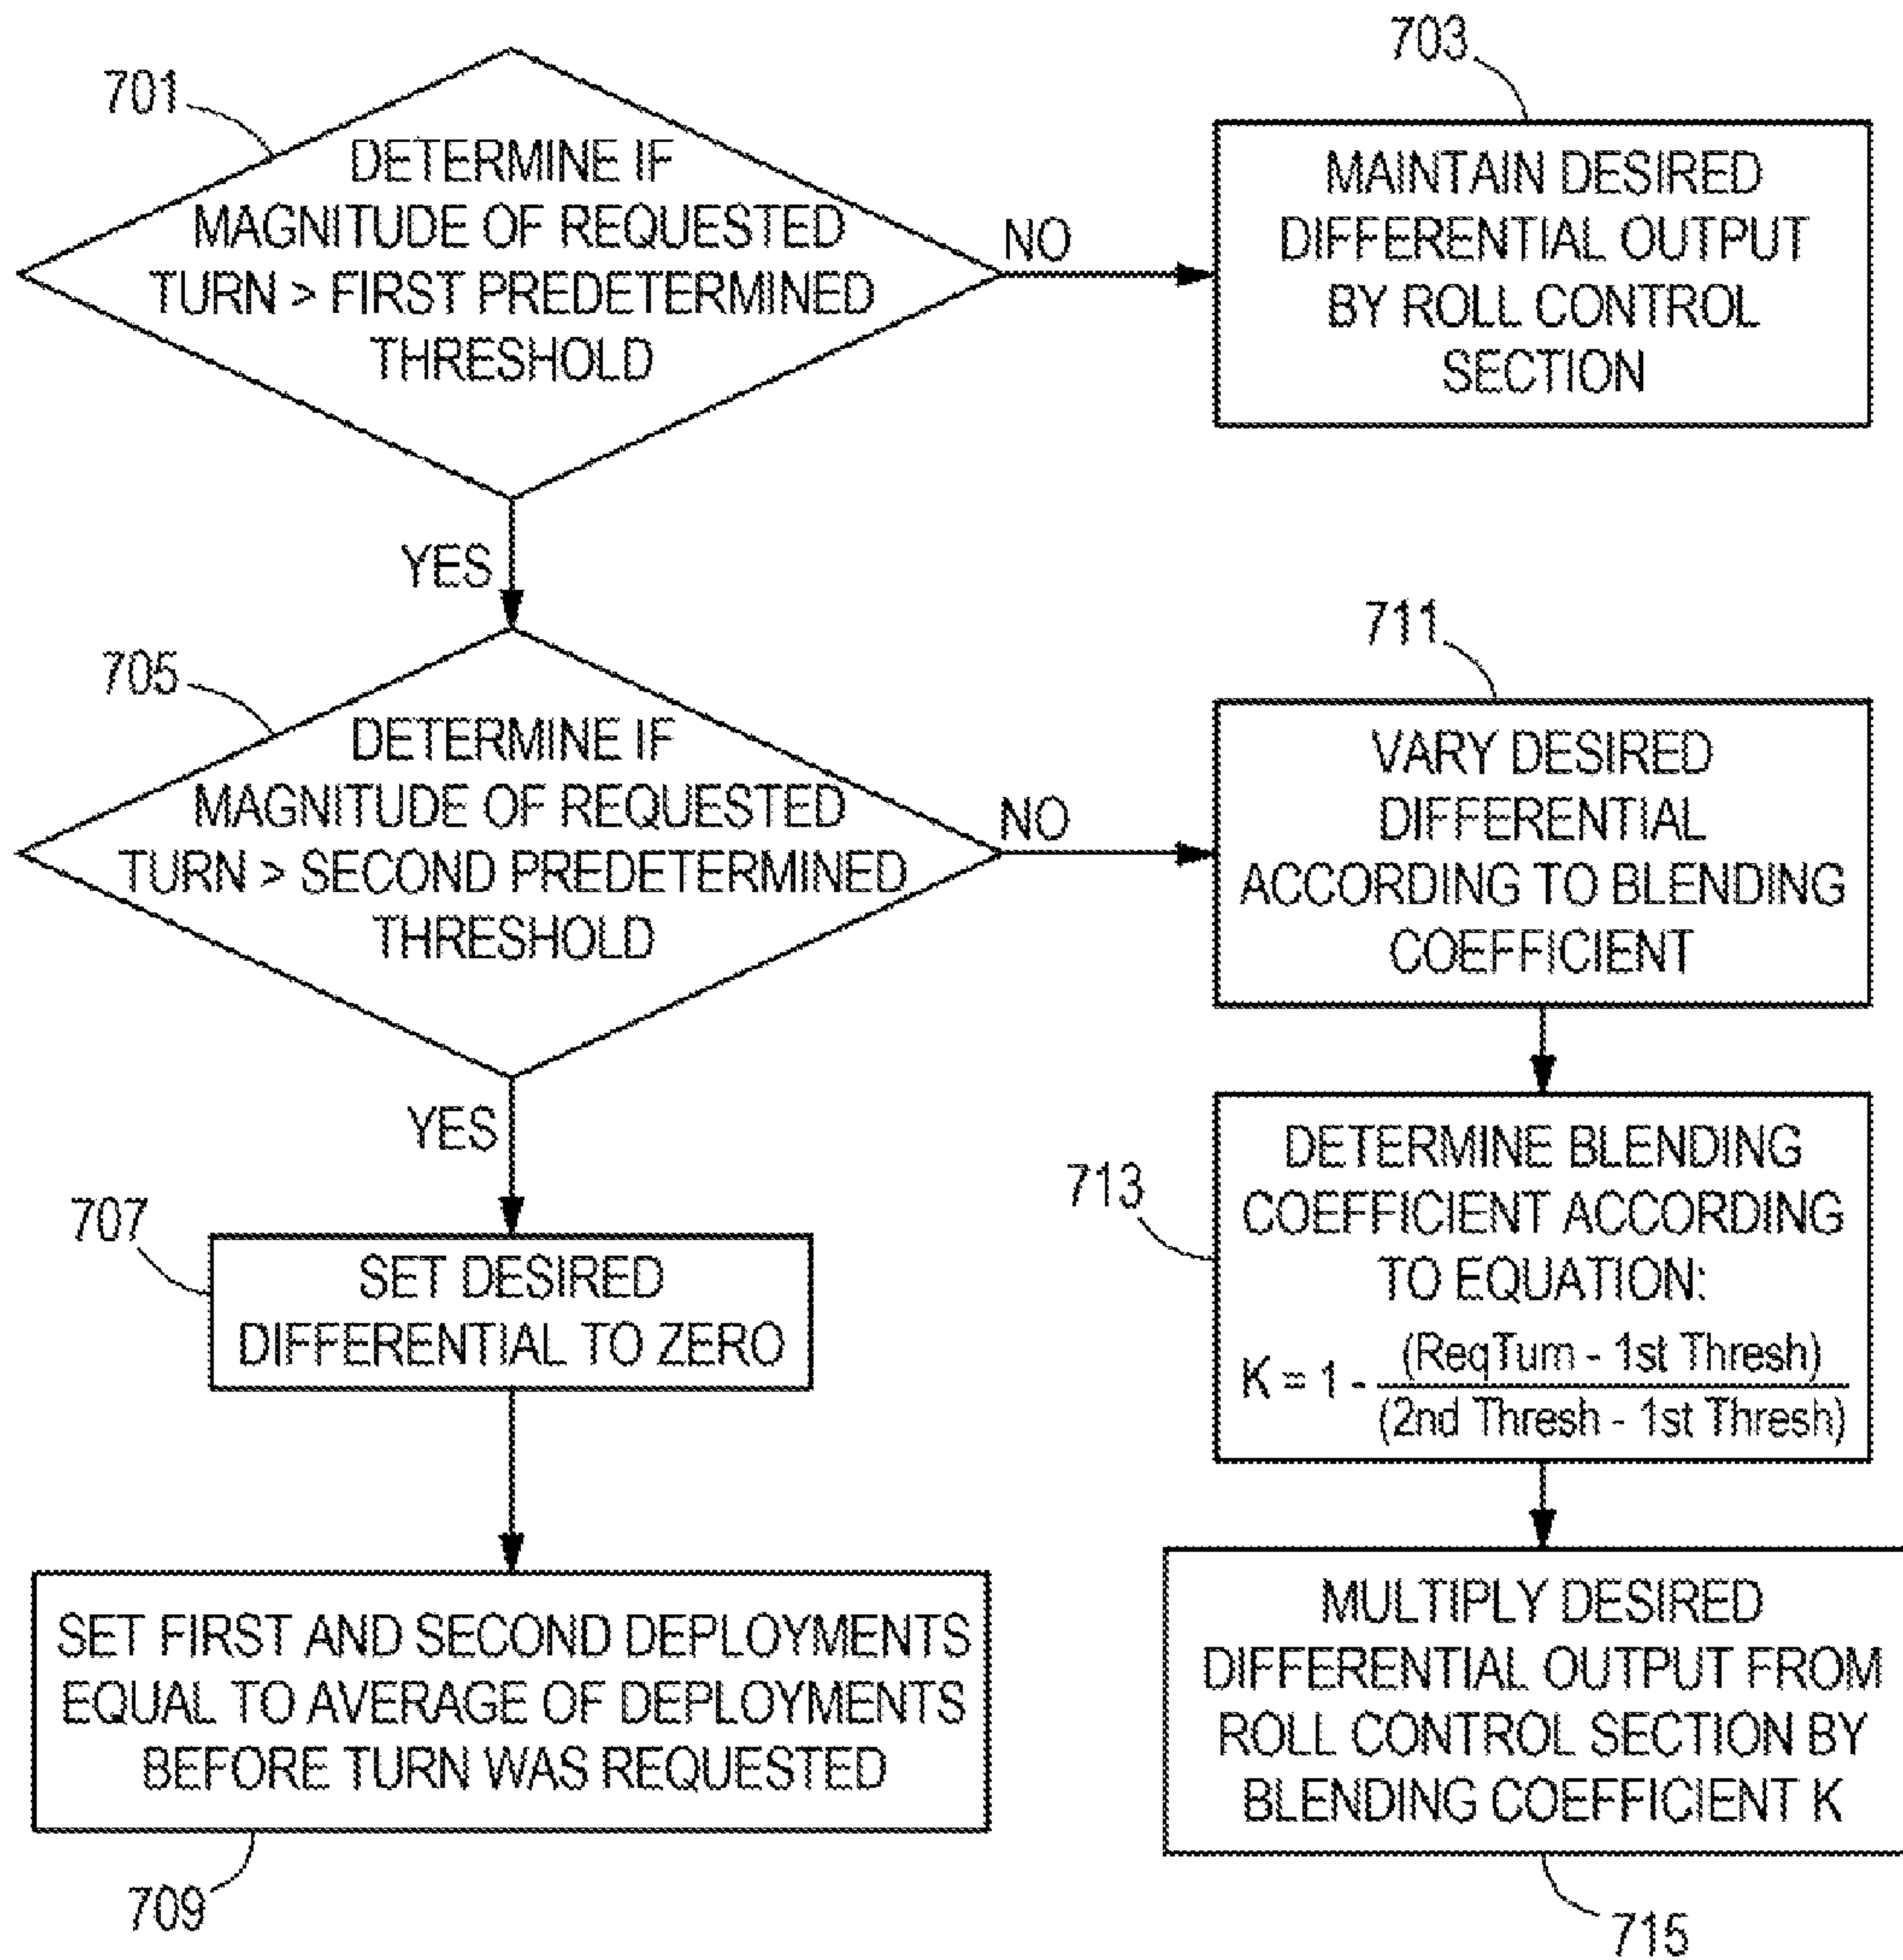 701
DETERMINE IF
MAGNITUDE OF REQUESTED
TURN > FIRST PREDETERMINED
THRESHOLD
NO
703
MAINTAIN DESIRED
DIFFERENTIAL OUTPUT
BY ROLL CONTROL
SECTION
YES
705
DETERMINE IF
MAGNITUDE OF REQUESTED
TURN > SECOND PREDETERMINED
THRESHOLD
NO
711
VARY DESIRED
DIFFERENTIAL
ACCORDING TO BLENDING
COEFFICIENT
YES
707
SET DESIRED
DIFFERENTIAL TO ZERO
713
DETERMINE BLENDING
COEFFICIENT ACCORDING
TO EQUATION:
K = 1 - (ReqTurn - 1st Thresh)
(2nd Thresh - 1st Thresh)
SET FIRST AND SECOND DEPLOYMENTS
EQUAL TO AVERAGE OF DEPLOYMENTS
BEFORE TURN WAS REQUESTED
709
MULTIPLY DESIRED
DIFFERENTIAL OUTPUT FROM
ROLL CONTROL SECTION BY
BLENDING COEFFICIENT K
715